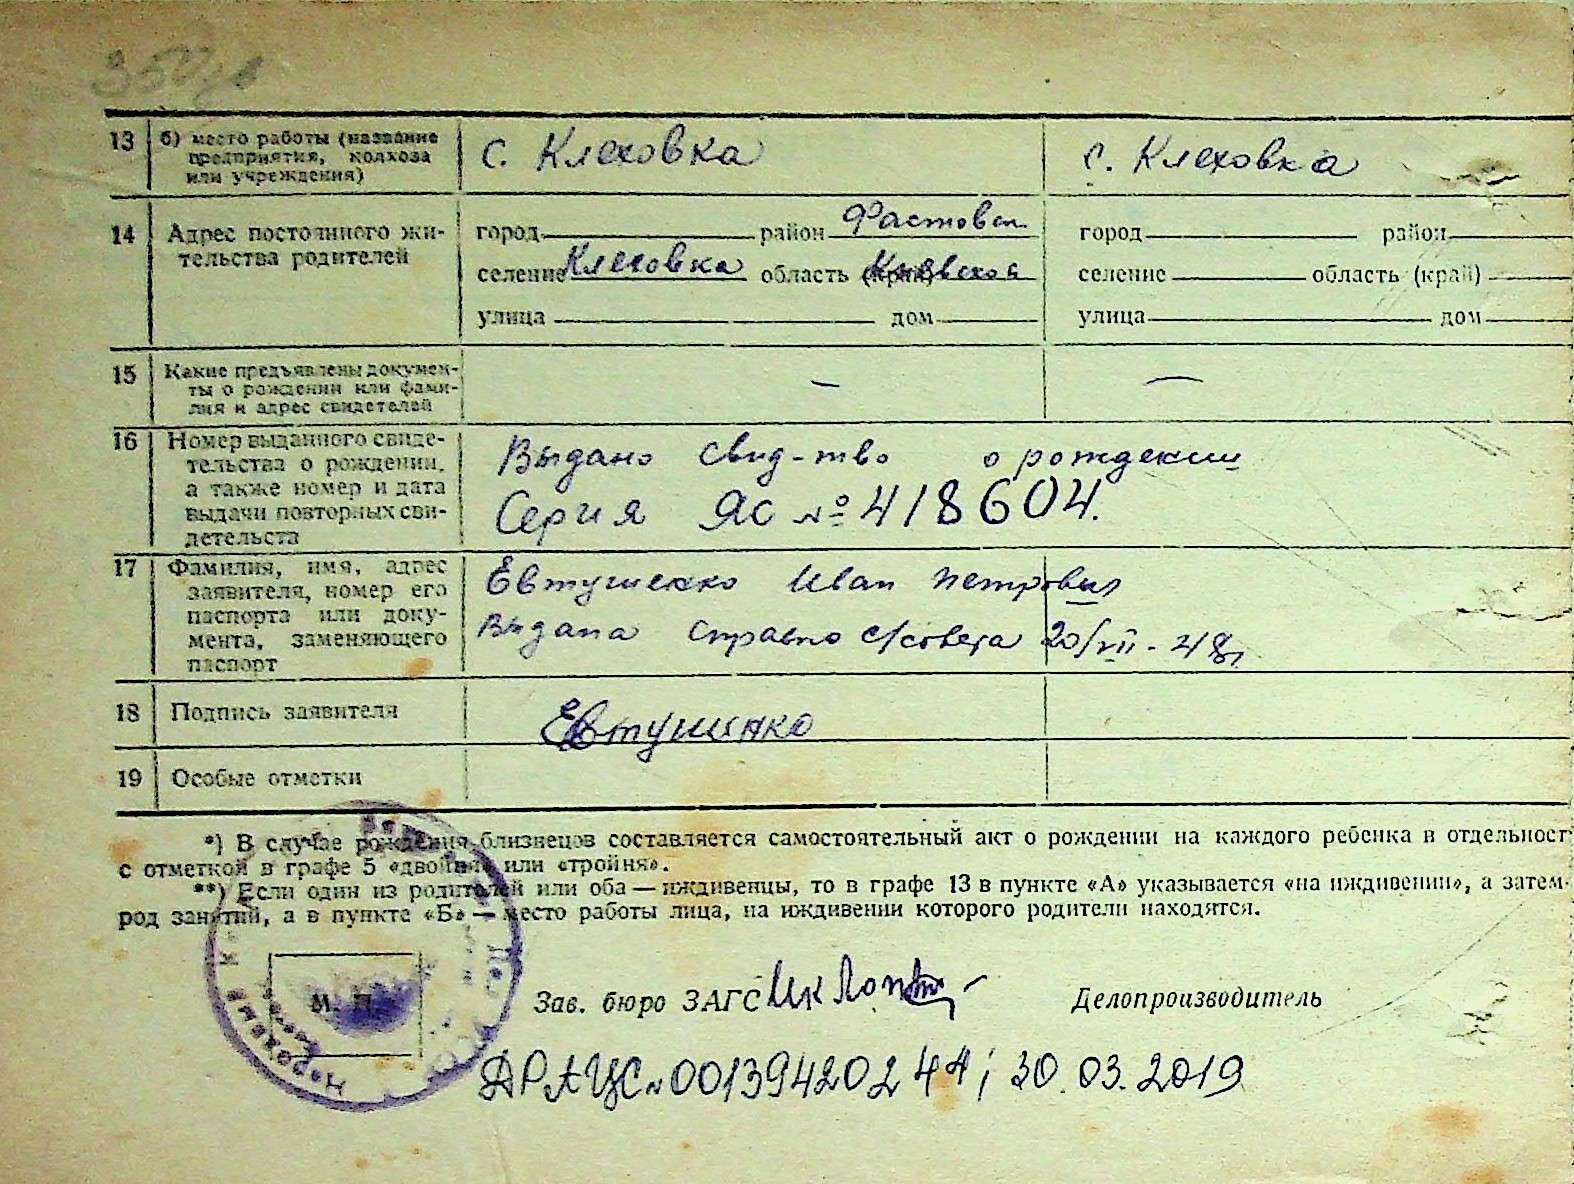 13 б) место работы (название предприятия, колхоза или учреждения) с. Клеховка с. Клеховка
14 Адрес постоянного жительства родителей
город район Фастовск город район
селение Клеховка область (край) Киевской селение область (край)
улица дом улица дом
15 Какие предъявлены документы о рождении или фамилия и адрес свидетелей — —
16 Номер выданного свидетельства о рождении, а также номер и дата выдачи повторных свидетельств
Выдано свид-тво о рождении
Серия ЯС № 418604.
17 Фамилия, имя, адрес заявителя, номер его паспорта или документа, заменяющего паспорт
Евтушенко Иван Петрович
Выдана справка с/совета 20/VII - 48г.
18 Подпись заявителя Евтушенко
19 Особые отметки
*) В случае рождения близнецов составляется самостоятельный акт о рождении на каждого ребенка в отдельност
с отметкой в графе 5 «двойни» или «тройня».
**) Если один из родителей или оба — иждивенцы, то в графе 13 в пункте «А» указывается «на иждивении», а затем
род занятий, а в пункте «Б» — место работы лица, на иждивении которого родители находятся.
М. П.
Зав. бюро ЗАГС Делопроизводитель
ДРАЦС № 00139420244; 30.03.2019